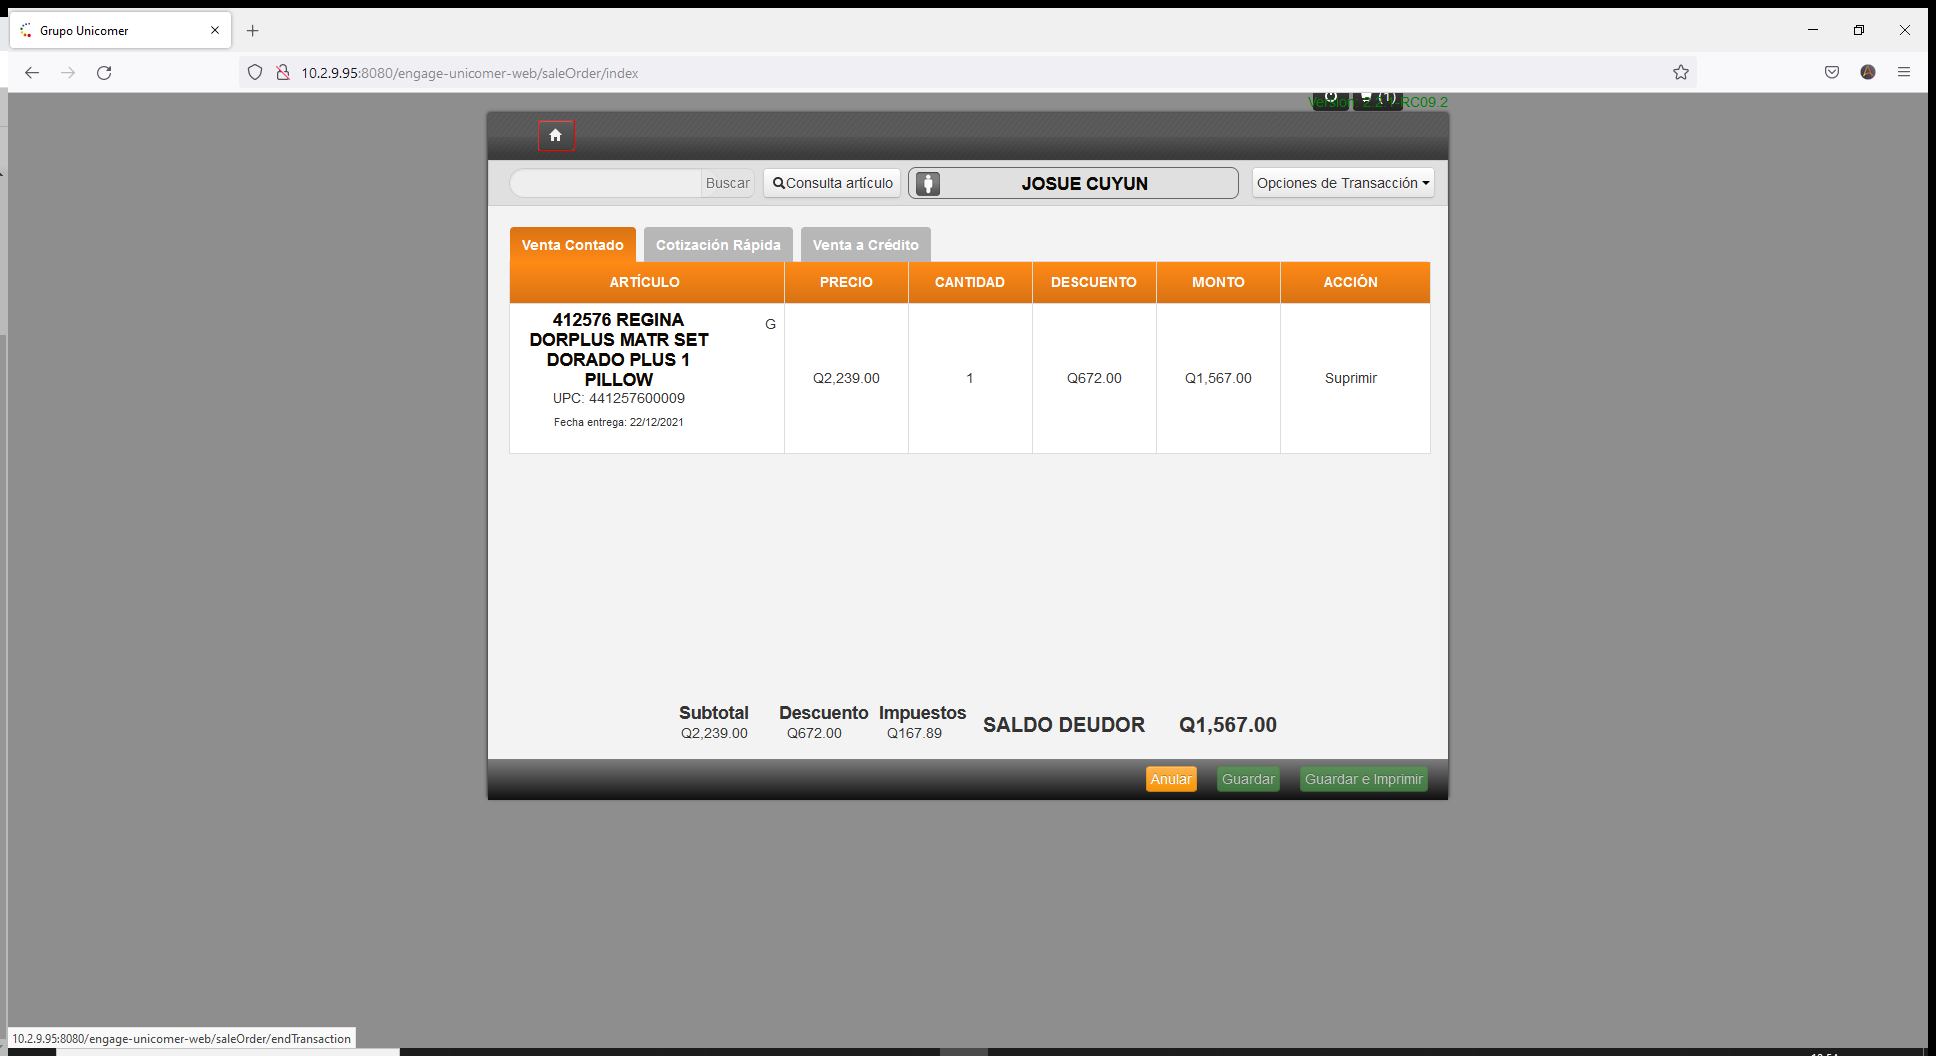 Grupo Unicomer
10.2.9.95:8080/engage-unicomer-web/saleOrder/index
(1)
RC09.2
Buscar
Consulta artículo
JOSUE CUYUN
Opciones de Transacción
Venta Contado
Cotización Rápida
Venta a Crédito
ARTÍCULO
PRECIO
CANTIDAD
DESCUENTO
MONTO
ACCIÓN
412576 REGINA
DORPLUS MATR SET
DORADO PLUS 1
PILLOW
G
UPC: 441257600009
Fecha entrega: 22/12/2021
Q2,239.00
1
Q672.00
Q1,567.00
Suprimir
Subtotal
Q2,239.00
Descuento
Q672.00
Impuestos
Q167.89
SALDO DEUDOR
Q1,567.00
Anular
Guardar
Guardar e Imprimir
10.2.9.95:8080/engage-unicomer-web/saleOrder/endTransaction